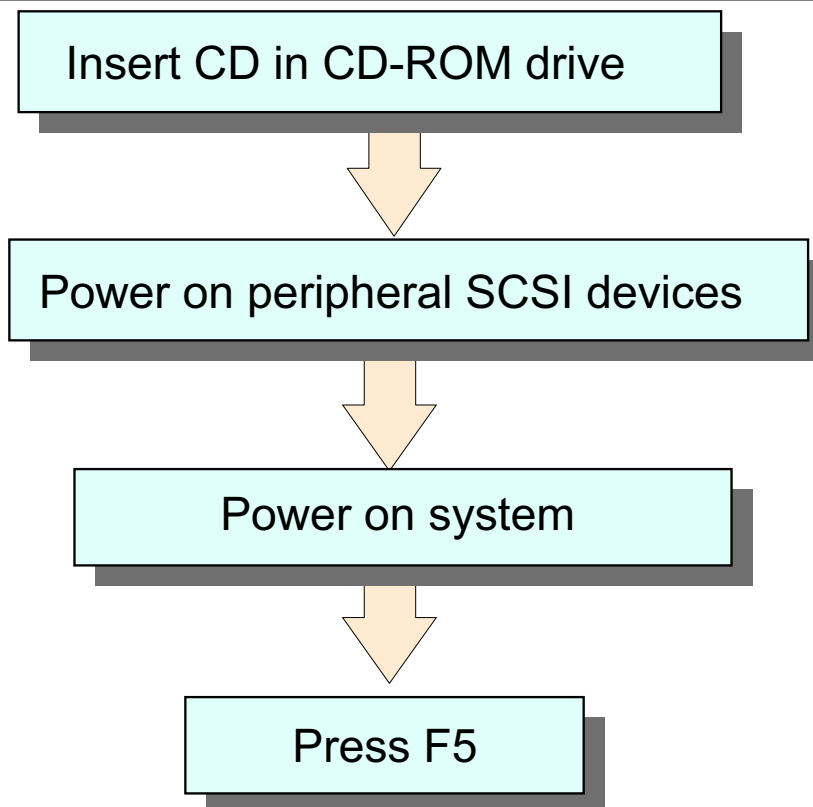 Insert CD in CD-ROM drive
Power on peripheral SCSI devices
Power on system
Press F5